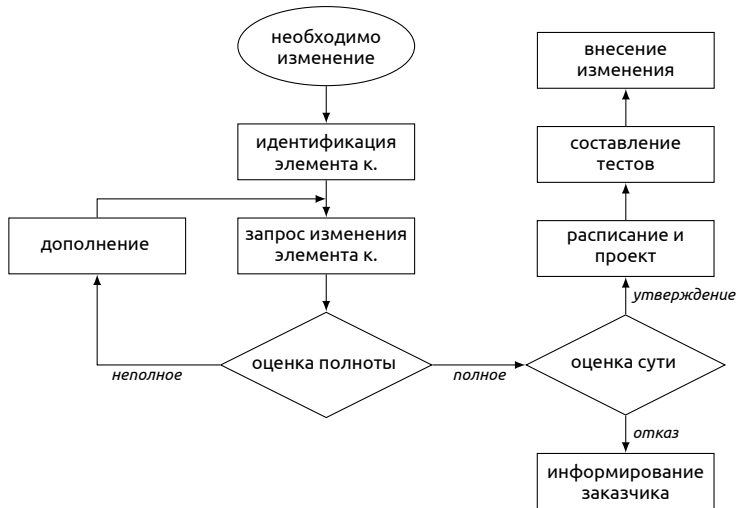 необходимо
изменение
идентификация
элемента к.
запрос изменения
элемента к.
дополнение
оценка полноты
неполное
полное
оценка сути
утверждение
расписание и
проект
составление
тестов
внесение
изменения
отказ
информирование
заказчика